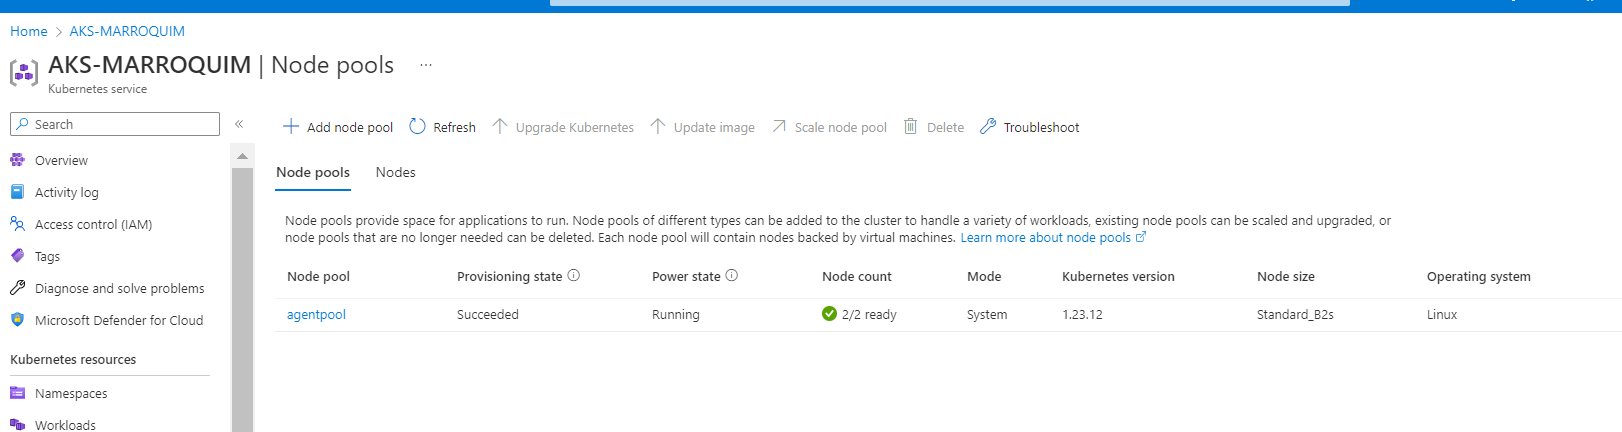 Home > AKS-MARROQUIM
AKS-MARROQUIM | Node pools ...
Kubernetes service
Search «
Add node pool Refresh Upgrade Kubernetes Update image Scale node pool Delete Troubleshoot
Overview
Activity log
Access control (IAM)
Tags
Diagnose and solve problems
Microsoft Defender for Cloud
Kubernetes resources
Namespaces
Workloads
Node pools Nodes
Node pools provide space for applications to run. Node pools of different types can be added to the cluster to handle a variety of workloads, existing node pools can be scaled and upgraded, or
node pools that are no longer needed can be deleted. Each node pool will contain nodes backed by virtual machines. Learn more about node pools
Node pool Provisioning state Power state Node count Mode Kubernetes version Node size Operating system
agentpool Succeeded Running 2/2 ready System 1.23.12 Standard_B2s Linux